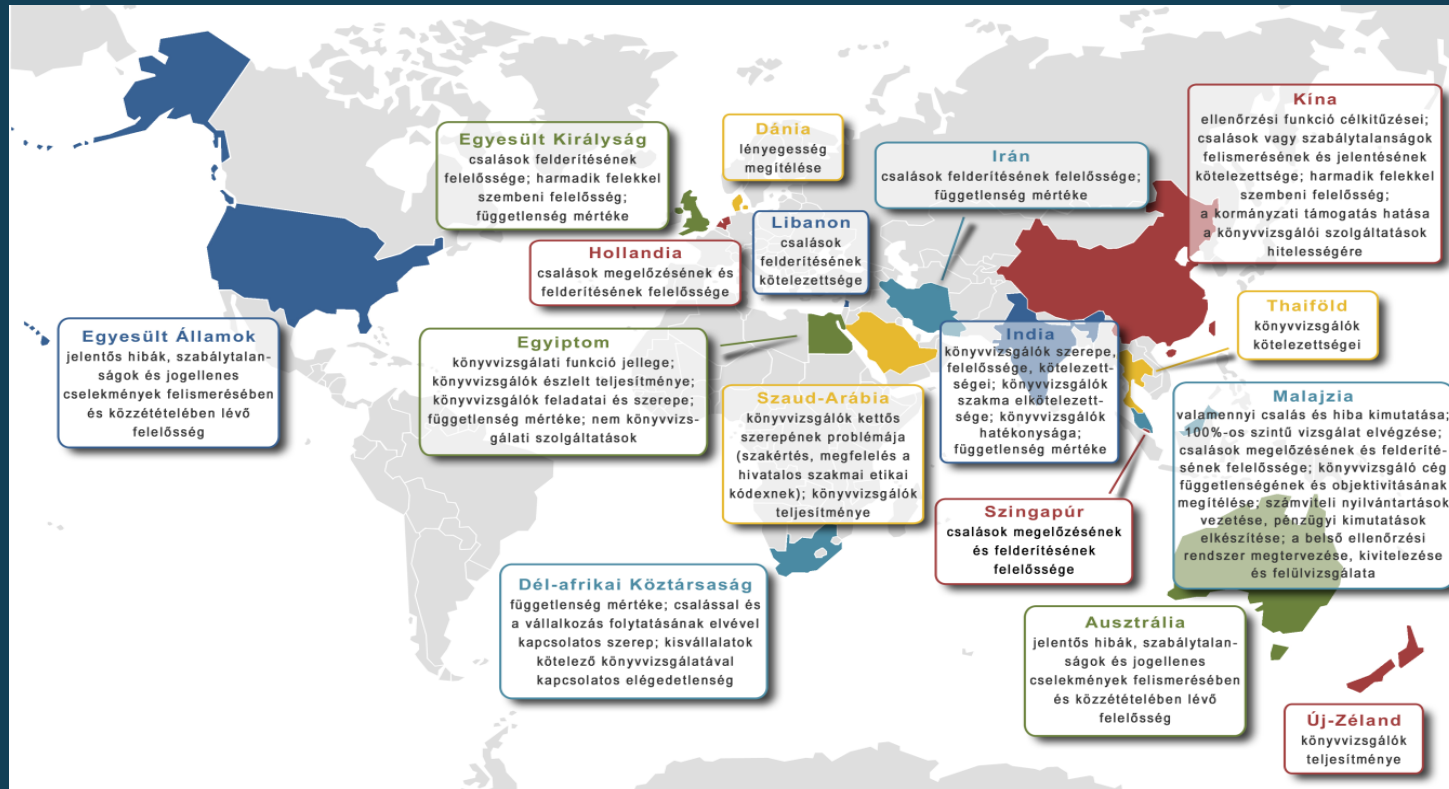 Egyesült Államok
jelentős hibák, szabálytalan-
ságok és jogellenes
cselekmények felismerésében
és közzétételében lévő
felelősség
Egyesült Királyság
csalások felderítésének
felelőssége; harmadik felekkel
szembeni felelősség;
függetlenség mértéke
Dánia
lényegesség
megítélése
Hollandia
csalások megelőzésének és
felderítésének felelőssége
Libanon
csalások
felderítésének
kötelezettsége
Irán
csalások felderítésének felelőssége;
függetlenség mértéke
Kína
ellenőrzési funkció célkitűzései;
csalások vagy szabálytalanságok
felismerésének és jelentésének
kötelezettsége; harmadik felekkel
szembeni felelősség;
a kormányzati támogatás hatása
a könyvvizsgálói szolgáltatások
hitelességére
Egyiptom
könyvvizsgálati funkció jellege;
könyvvizsgálók észlelt teljesítménye;
könyvvizsgálók feladatai és szerepe;
függetlenség mértéke; nem könyvvizs-
gálati szolgáltatások
Szaud-Arábia
könyvvizsgálók kettős
szerepének problémája
(szakértés, megfelelés a
hivatalos szakmai etikai
kódexnek); könyvvizsgálók
teljesítménye
India
könyvvizsgálók szerepe,
felelőssége, kötelezett-
ségei; könyvvizsgálók
szakma elkötelezett-
sége; könyvvizsgálók
hatékonysága;
függetlenség mértéke
Thaiföld
könyvvizsgálók
kötelezettségei
Malajzia
valamennyi csalás és hiba kimutatása;
100%-os szintű vizsgálat elvégzése;
csalások megelőzésének és felderíté-
sének felelőssége; könyvvizsgáló cég
függetlenségének és objektivitásának
megítélése; számviteli nyilvántartások
vezetése, pénzügyi kimutatások
elkészítése; a belső ellenőrzési
rendszer megtervezése, kivitelezése
és felülvizsgálata
Szingapúr
csalások megelőzésének
és felderítésének
felelőssége
Dél-afrikai Köztársaság
függetlenség mértéke; csalással és
a vállalkozás folytatásának elvével
kapcsolatos szerep; kisvállalatok
kötelező könyvvizsgálatával
kapcsolatos elégedetlenség
Ausztrália
jelentős hibák, szabálytalan-
ságok és jogellenes
cselekmények felismerésében
és közzétételében lévő
felelősség
Új-Zéland
könyvvizsgálók
teljesítménye